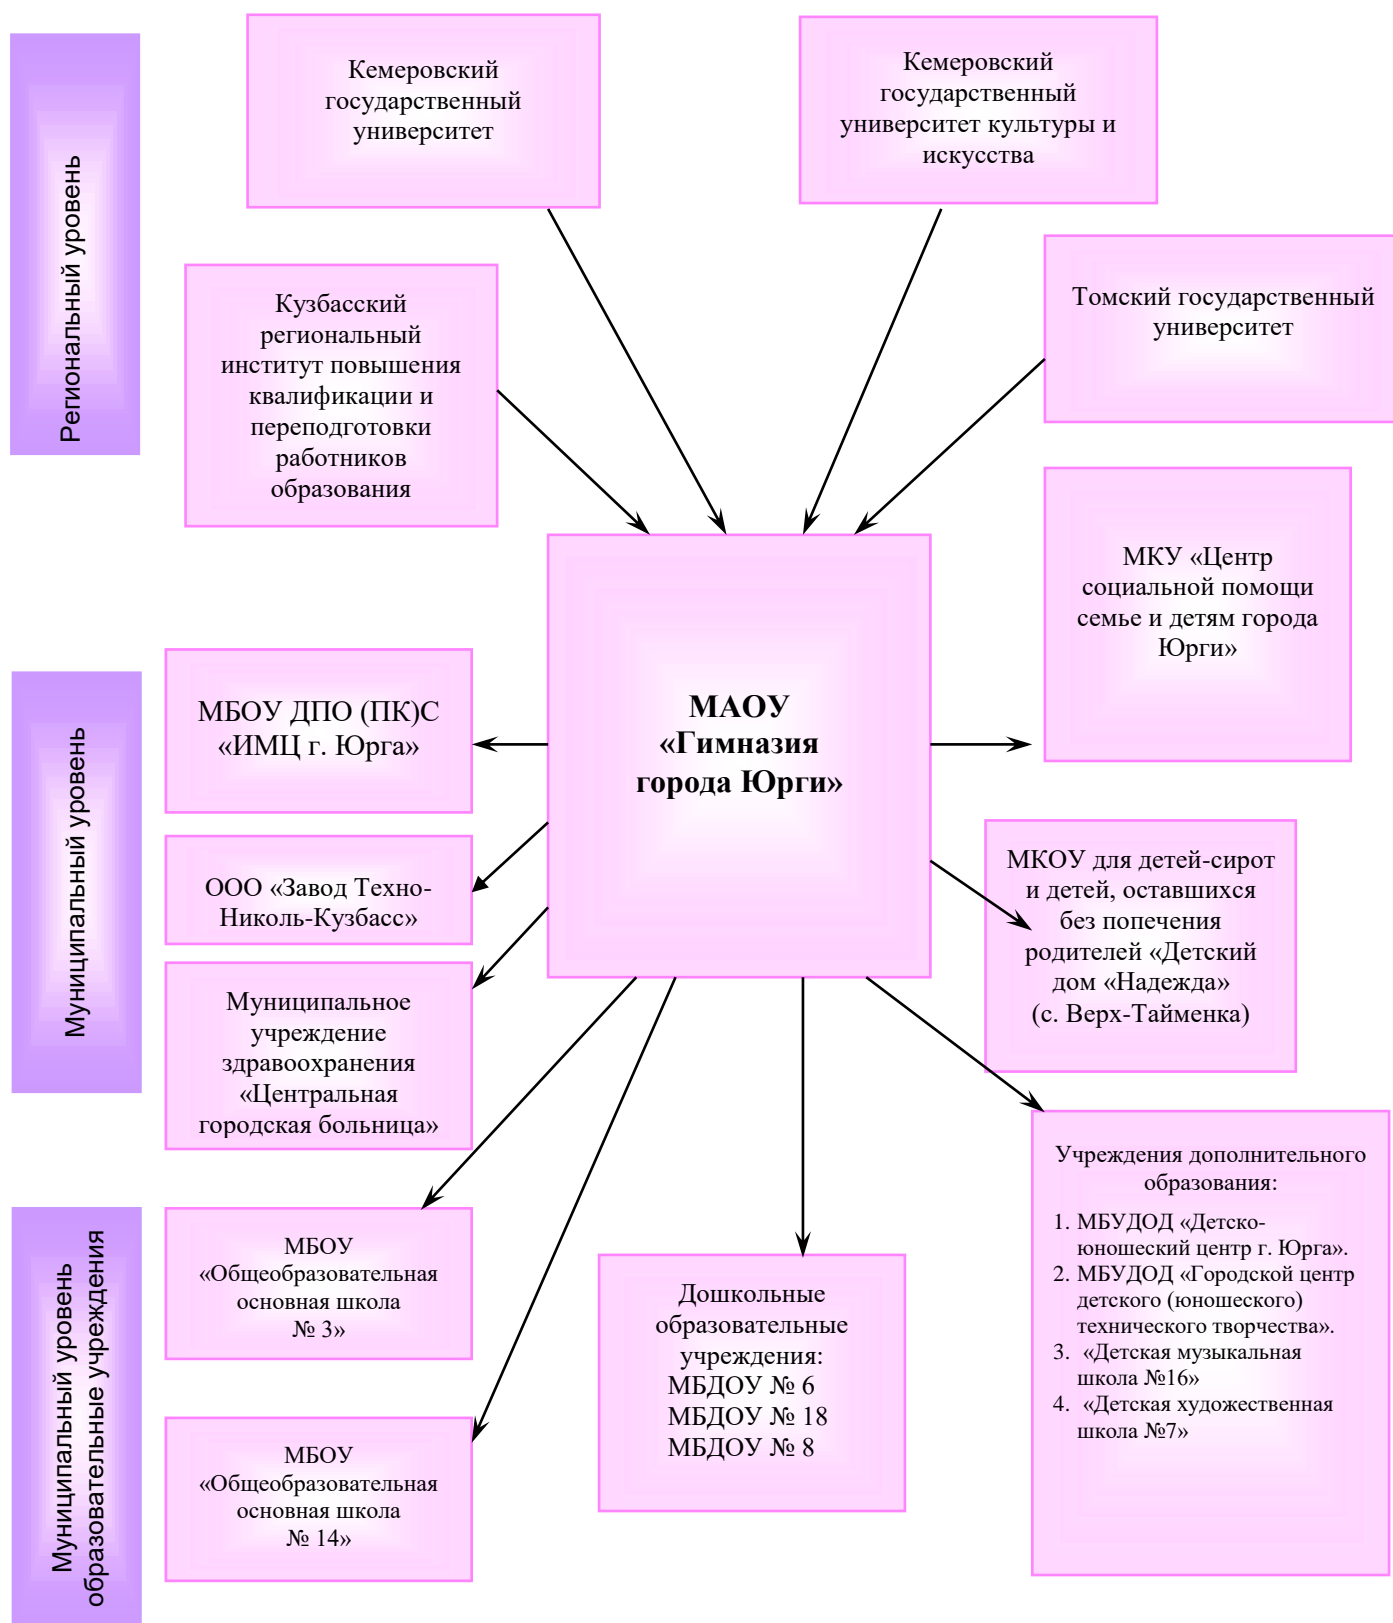 Региональный уровень
Кемеровский
государственный
университет
Кемеровский
государственный
университет культуры и
искусства
Кузбасский
региональный
институт повышения
квалификации и
переподготовки
работников
образования
Томский государственный
университет
МКУ «Центр
социальной помощи
семье и детям города
Юрги»
Муниципальный уровень
МБОУ ДПО (ПК)С
«ИМЦ г. Юрга»
МАОУ
«Гимназия
города Юрги»
ООО «Завод Техно-
Николь-Кузбасс»
МКОУ для детей-сирот
и детей, оставшихся
без попечения
родителей «Детский
дом «Надежда»
(с. Верх-Тайменка)
Муниципальное
учреждение
здравоохранения
«Центральная
городская больница»
Муниципальный уровень
образовательные учреждения
МБОУ
«Общеобразовательная
основная школа
№ 3»
МБОУ
«Общеобразовательная
основная школа
№ 14»
Дошкольные
образовательные
учреждения:
МБДОУ № 6
МБДОУ № 18
МБДОУ № 8
Учреждения дополнительного
образования:
1. МБУДОД «Детско-
юношеский центр г. Юрга».
2. МБУДОД «Городской центр
детского (юношеского)
технического творчества».
3. «Детская музыкальная
школа №16»
4. «Детская художественная
школа №7»